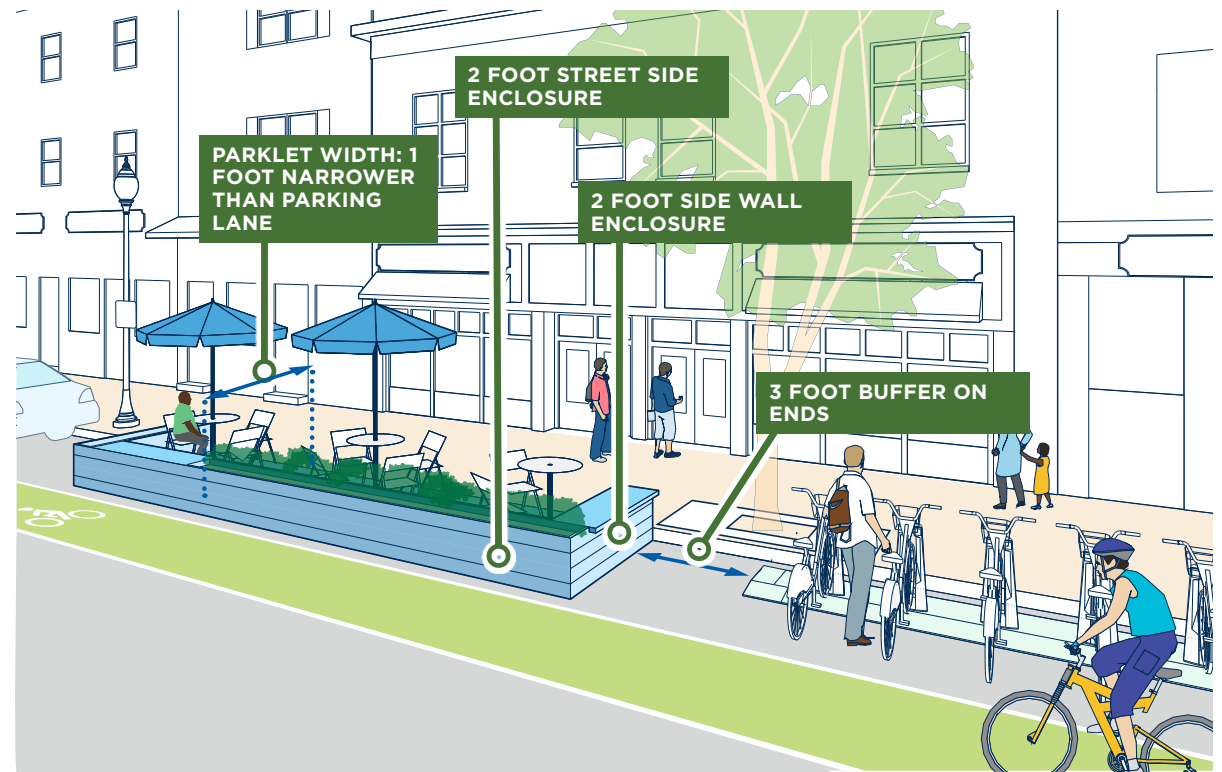 2 FOOT STREET SIDE
ENCLOSURE
PARKLET WIDTH: 1
FOOT NARROWER
THAN PARKING
LANE
2 FOOT SIDE WALL
ENCLOSURE
3 FOOT BUFFER ON
ENDS